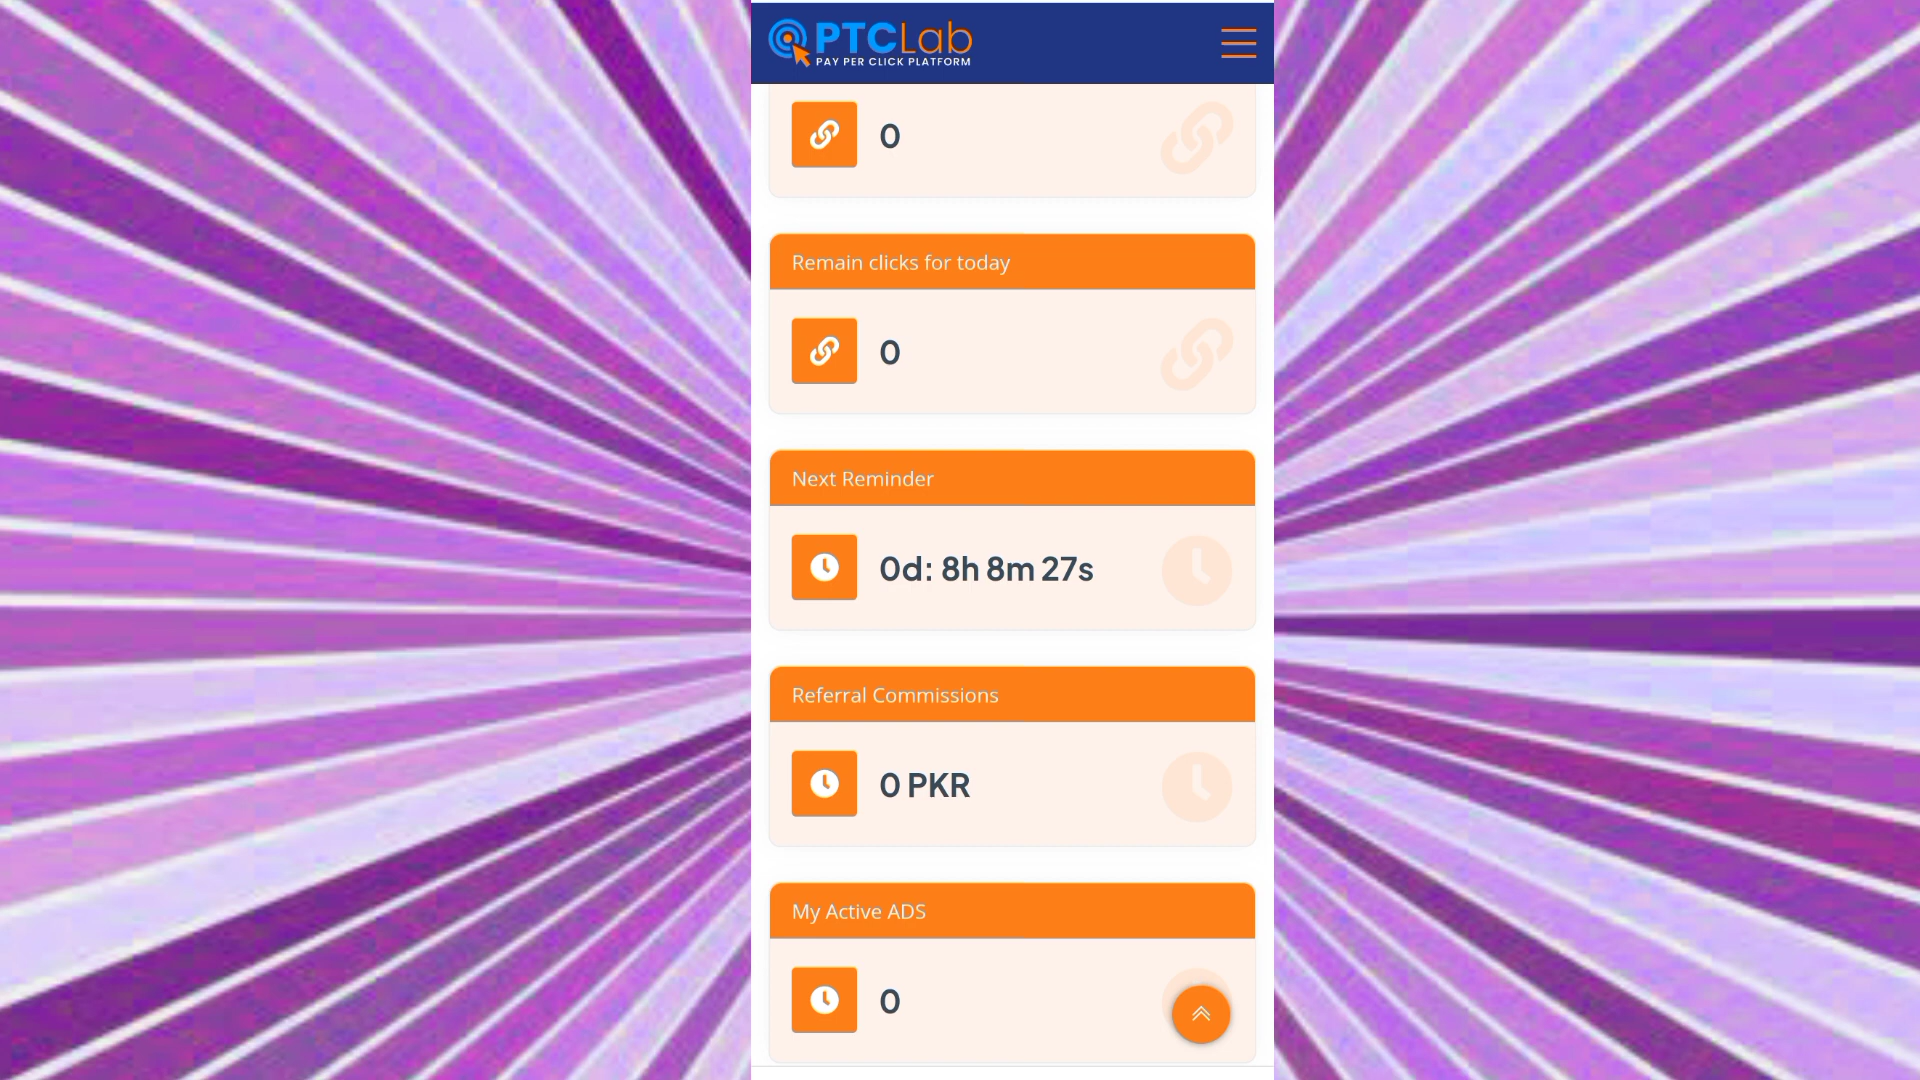 PTCLab
PAY PER CLICK PLATFORM
0
Remain clicks for today
0
Next Reminder
0d: 8h 8m 27s
Referral Commissions
0 PKR
My Active ADS
0